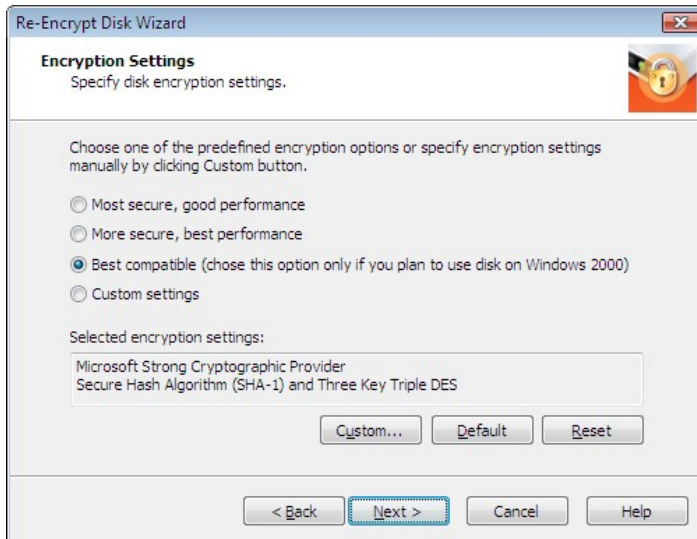 Re-Encrypt Disk Wizard
Encryption Settings
Specify disk encryption settings.
Choose one of the predefined encryption options or specify encryption settings
manually by clicking Custom button.
Most secure, good performance
More secure, best performance
Best compatible (chose this option only if you plan to use disk on Windows 2000)
Custom settings
Selected encryption settings:
Microsoft Strong Cryptographic Provider
Secure Hash Algorithm (SHA-1) and Three Key Triple DES
Custom... Default Reset
< Back Next > Cancel Help